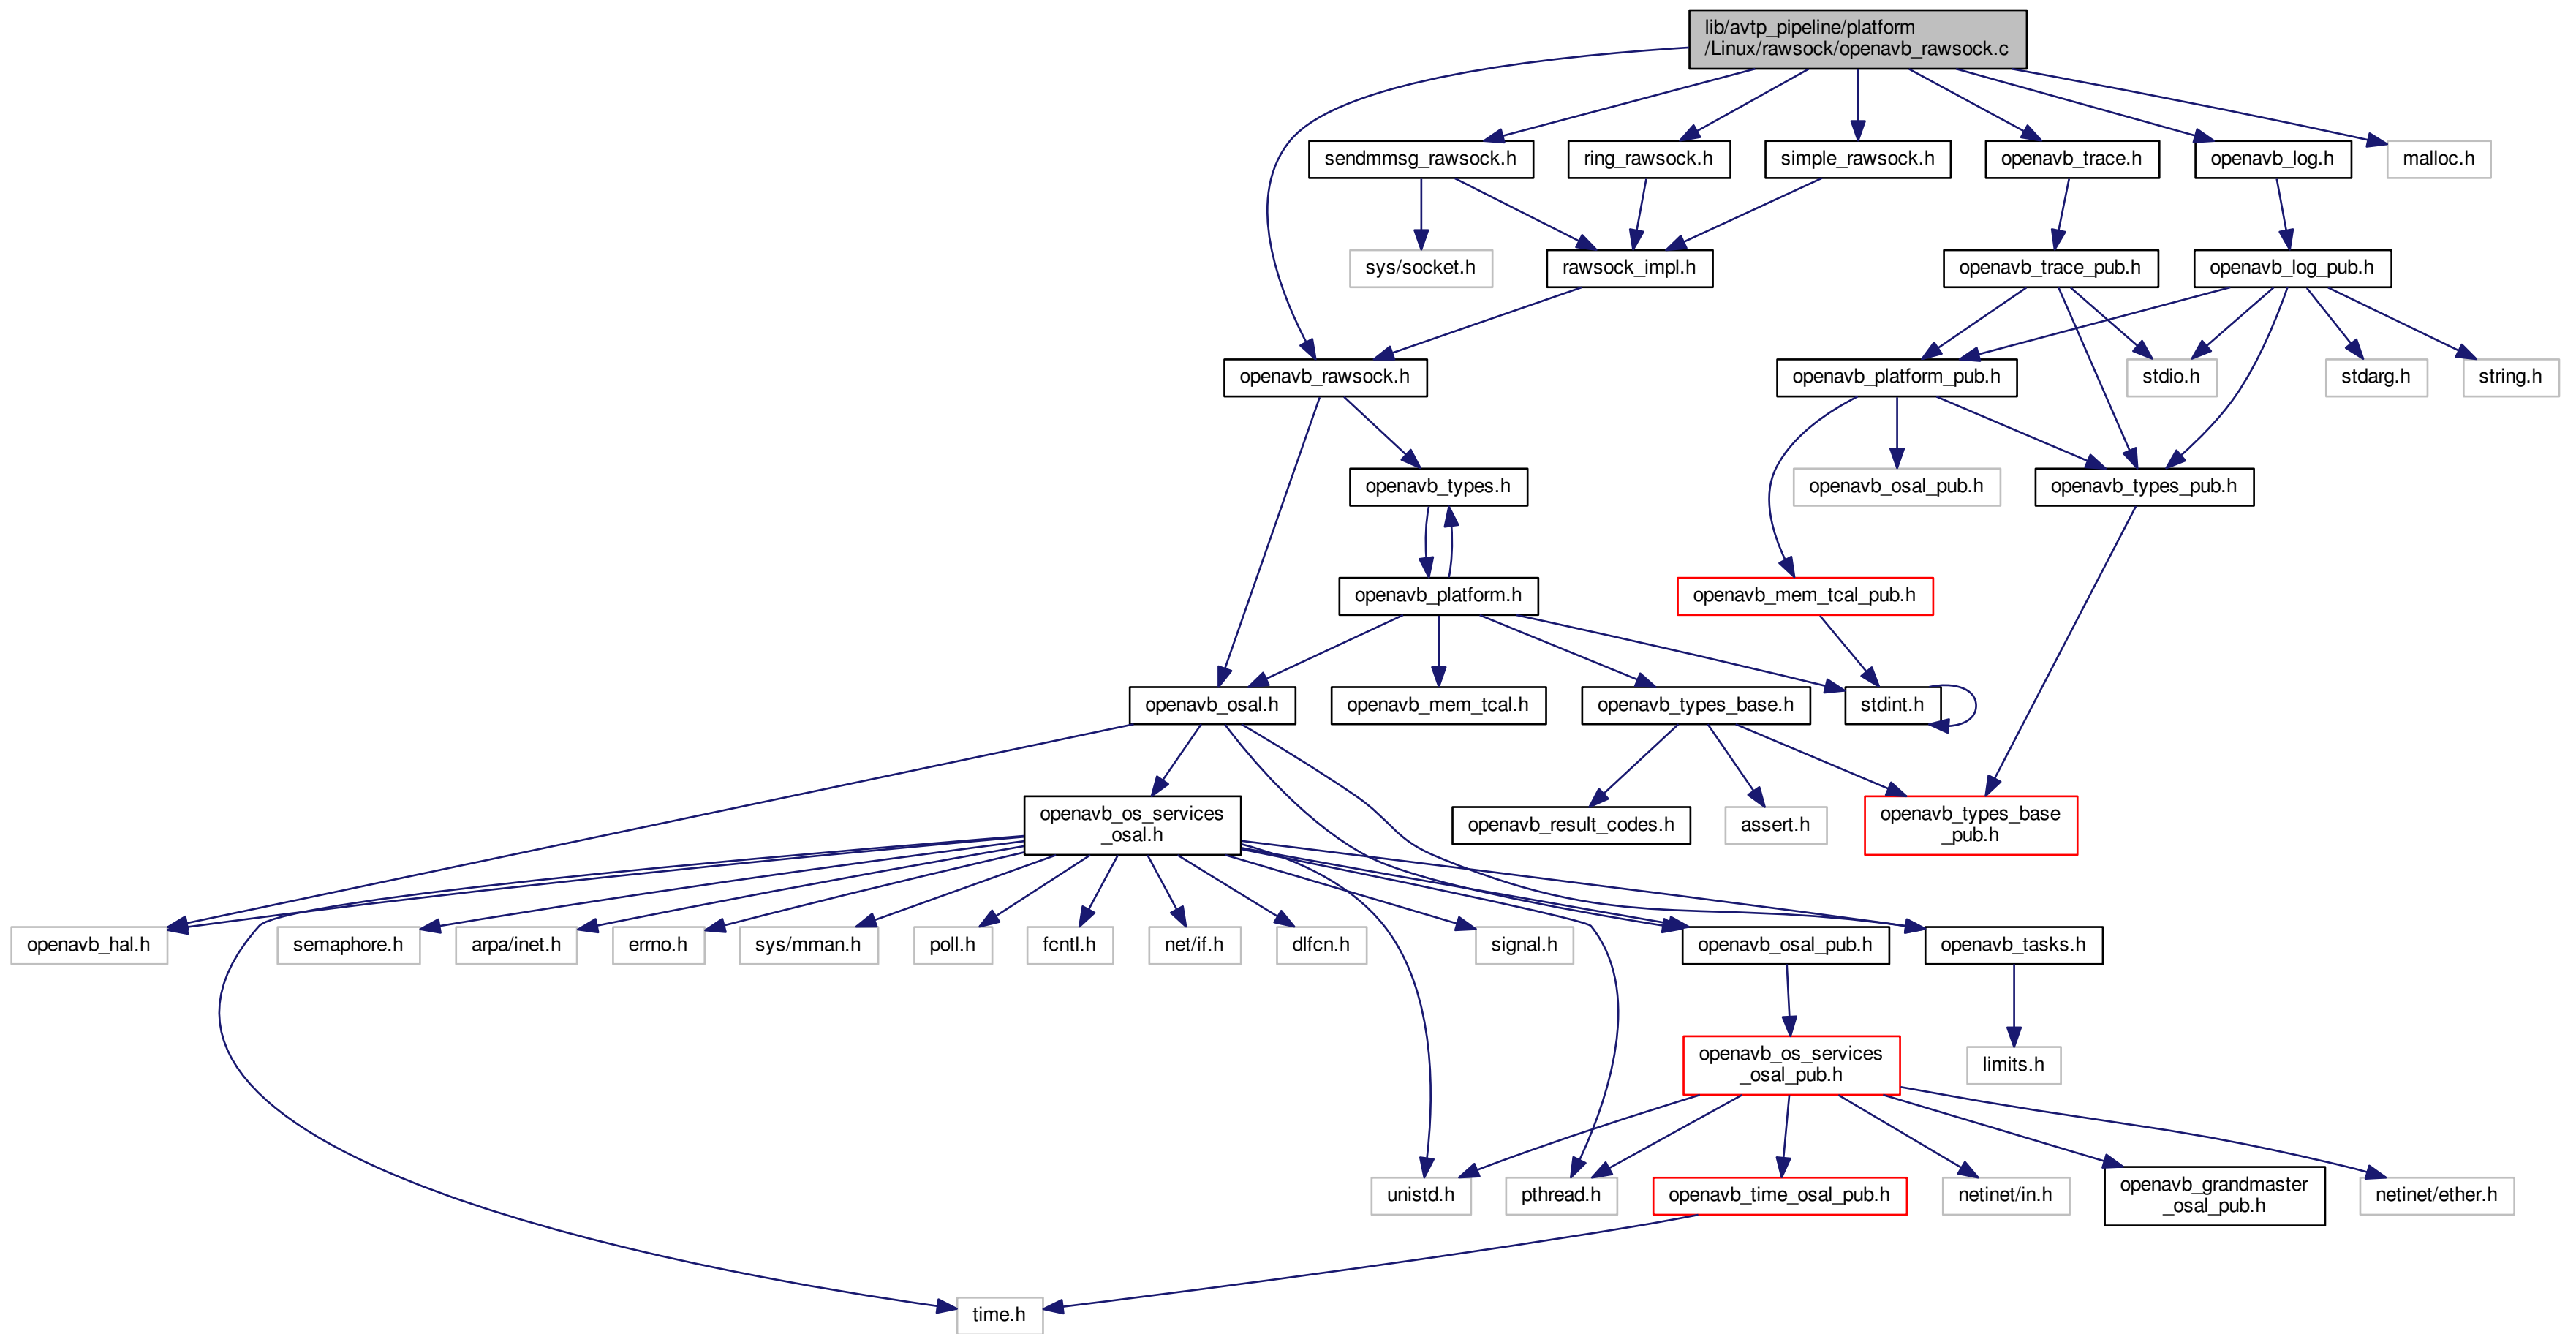 lib/avtp_pipeline/platform
/Linux/rawsock/openavb_rawsock.c
sendmmsg_rawsock.h
ring_rawsock.h
simple_rawsock.h
openavb_trace.h
openavb_log.h
malloc.h
sys/socket.h
rawsock_impl.h
openavb_trace_pub.h
openavb_log_pub.h
openavb_rawsock.h
openavb_platform_pub.h
stdio.h
stdarg.h
string.h
openavb_types.h
openavb_osal_pub.h
openavb_types_pub.h
openavb_platform.h
openavb_mem_tcal_pub.h
openavb_osal.h
openavb_mem_tcal.h
openavb_types_base.h
stdint.h
openavb_os_services
_osal.h
openavb_result_codes.h
assert.h
openavb_types_base
_pub.h
openavb_hal.h
semaphore.h
arpa/inet.h
errno.h
sys/mman.h
poll.h
fcntl.h
net/if.h
dlfcn.h
signal.h
openavb_osal_pub.h
openavb_tasks.h
openavb_os_services
_osal_pub.h
limits.h
unistd.h
pthread.h
openavb_time_osal_pub.h
netinet/in.h
openavb_grandmaster
_osal_pub.h
netinet/ether.h
time.h